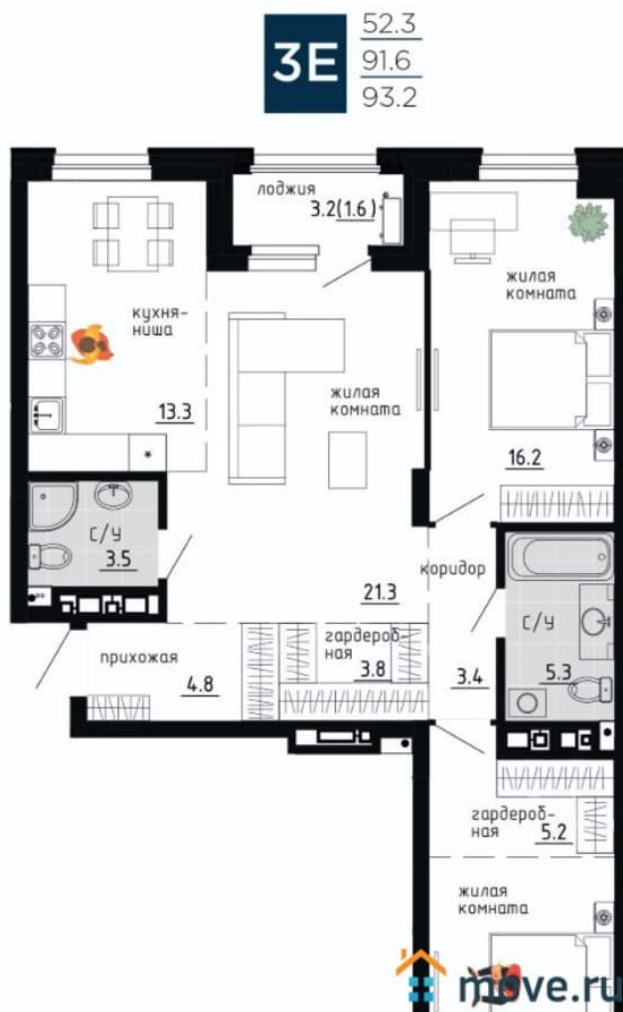 3Е
52.3
91.6
93.2
лоджия
3.2(1.6)
кухня-
ниша
13.3
жилая
комната
21.3
жилая
комната
16.2
с/у
3.5
коридор
3.4
с/у
5.3
прихожая
4.8
гардероб-
ная
3.8
гардероб-
ная
5.2
жилая
комната
move.ru